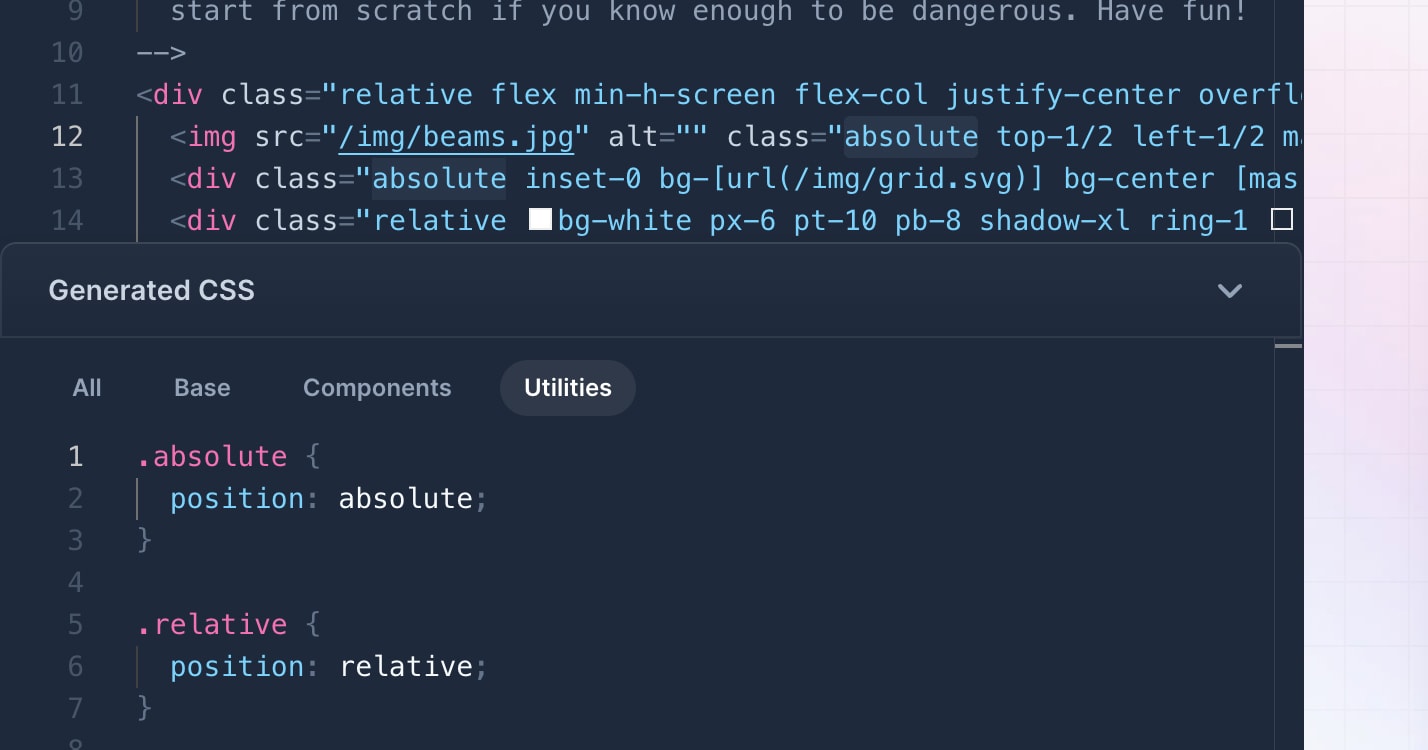 9 start from scratch if you know enough to be dangerous. Have fun!
10 -->
11 <div class="relative flex min-h-screen flex-col justify-center overfl
12 <img src="/img/beams.jpg" alt="" class="absolute top-1/2 left-1/2 m
13 <div class="absolute inset-0 bg-[url(/img/grid.svg)] bg-center [mas
14 <div class="relative bg-white px-6 pt-10 pb-8 shadow-xl ring-1
Generated CSS
All Base Components Utilities
1 .absolute {
2 position: absolute;
3 }
4
5 .relative {
6 position: relative;
7 }
8